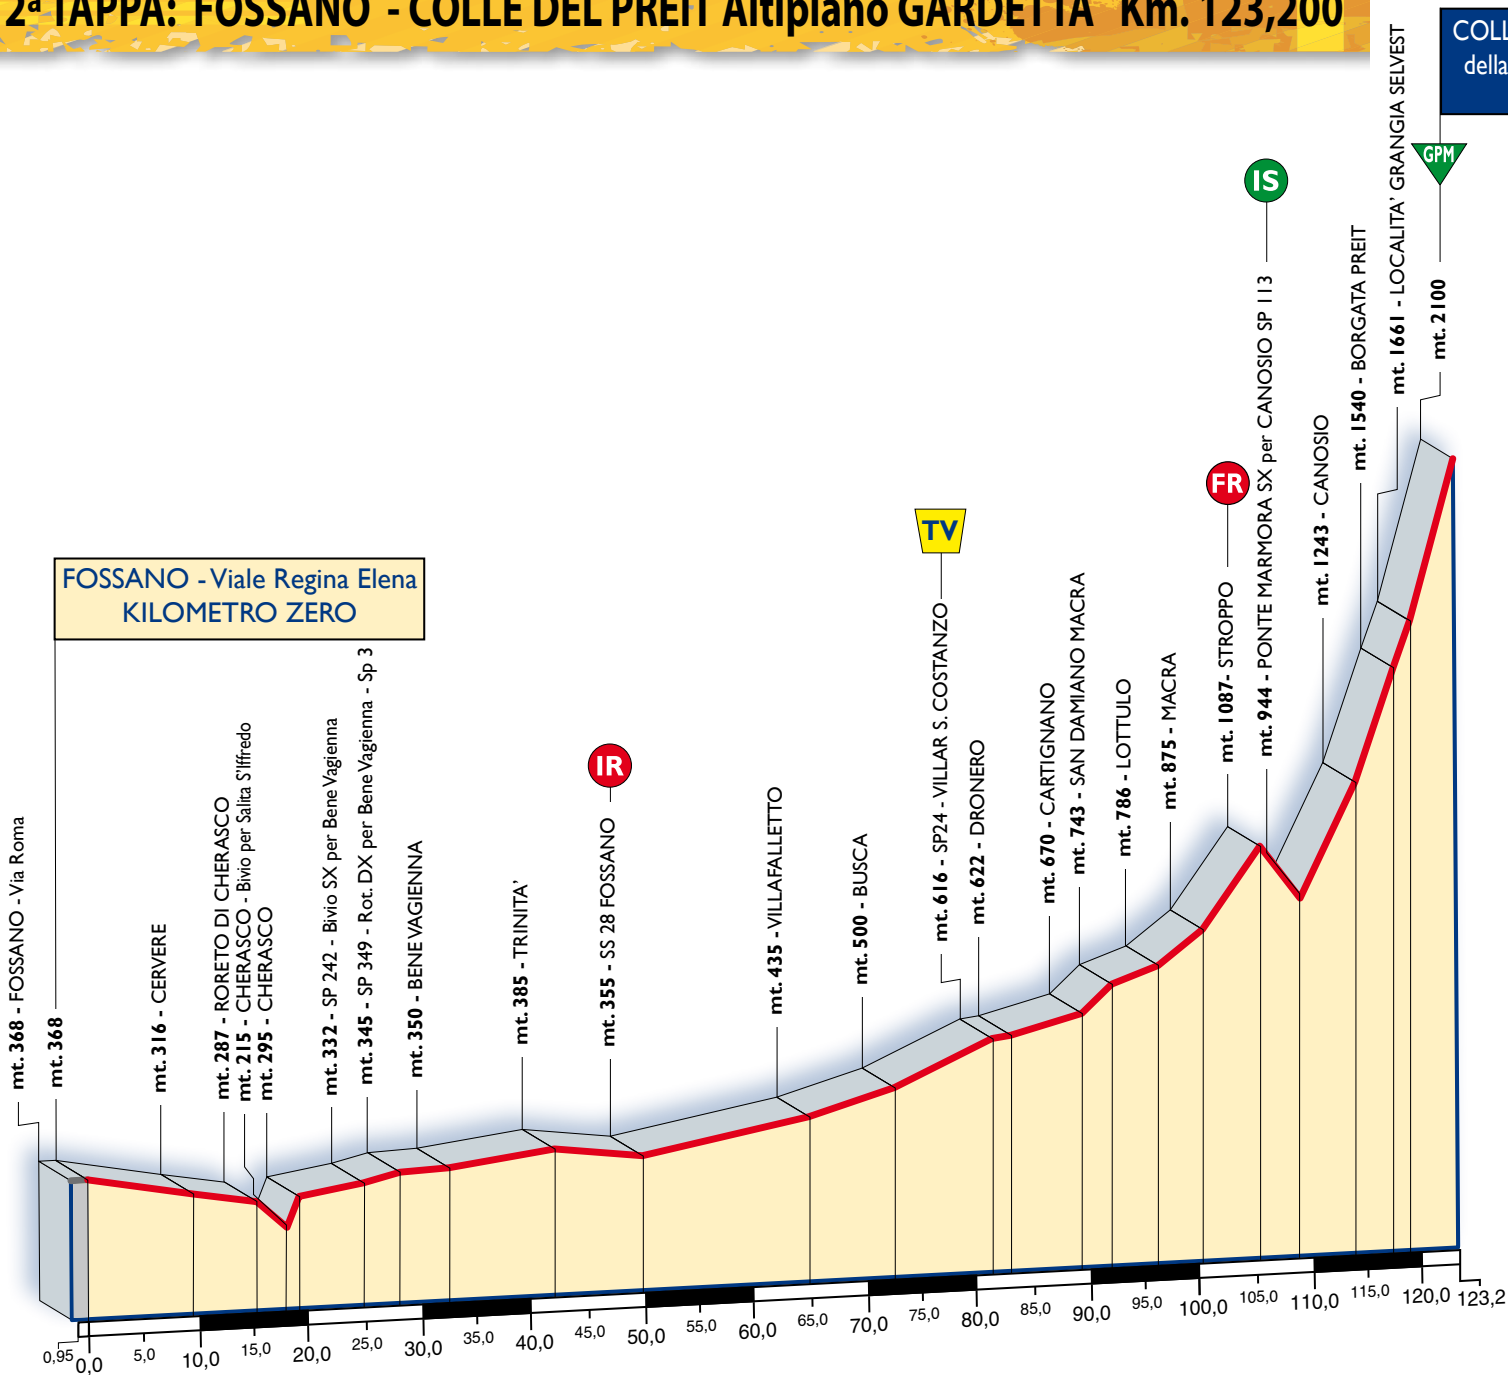 2ª TAPPA: FOSSANO - COLLE DEL PREIT Altipiano GARDETTA Km. 123,200
della
GPM
IS
FR
TV
IR
FOSSANO - Viale Regina Elena
KILOMETRO ZERO
mt. 368 - FOSSANO - Via Roma
mt. 368
mt. 316 - CERVERE
mt. 287 - RORETO DI CHERASCO
mt. 215 - CHERASCO - Bivio per Salita S'Iffredo
mt. 295 - CHERASCO
mt. 332 - SP 242 - Bivio SX per Bene Vagienna
mt. 345 - SP 349 - Rot. DX per Bene Vagienna - Sp 3
mt. 350 - BENE VAGIENNA
mt. 385 - TRINITA'
mt. 355 - SS 28 FOSSANO
mt. 435 - VILLAFALLETTO
mt. 500 - BUSCA
mt. 616 - SP24 - VILLAR S. COSTANZO
mt. 622 - DRONERO
mt. 670 - CARTIGNANO
mt. 743 - SAN DAMIANO MACRA
mt. 786 - LOTTULO
mt. 875 - MACRA
mt. 1087- STROPPO
mt. 944 - PONTE MARMORA SX per CANOSIO SP 113
mt. 1243 - CANOSIO
mt. 1540 - BORGATA PREIT
mt. 1661 - LOCALITA' GRANGIA SELVEST
mt. 2100
0,95 0,0 5,0 10,0 15,0 20,0 25,0 30,0 35,0 40,0 45,0 50,0 55,0 60,0 65,0 70,0 75,0 80,0 85,0 90,0 95,0 100,0 105,0 110,0 115,0 120,0 123,2